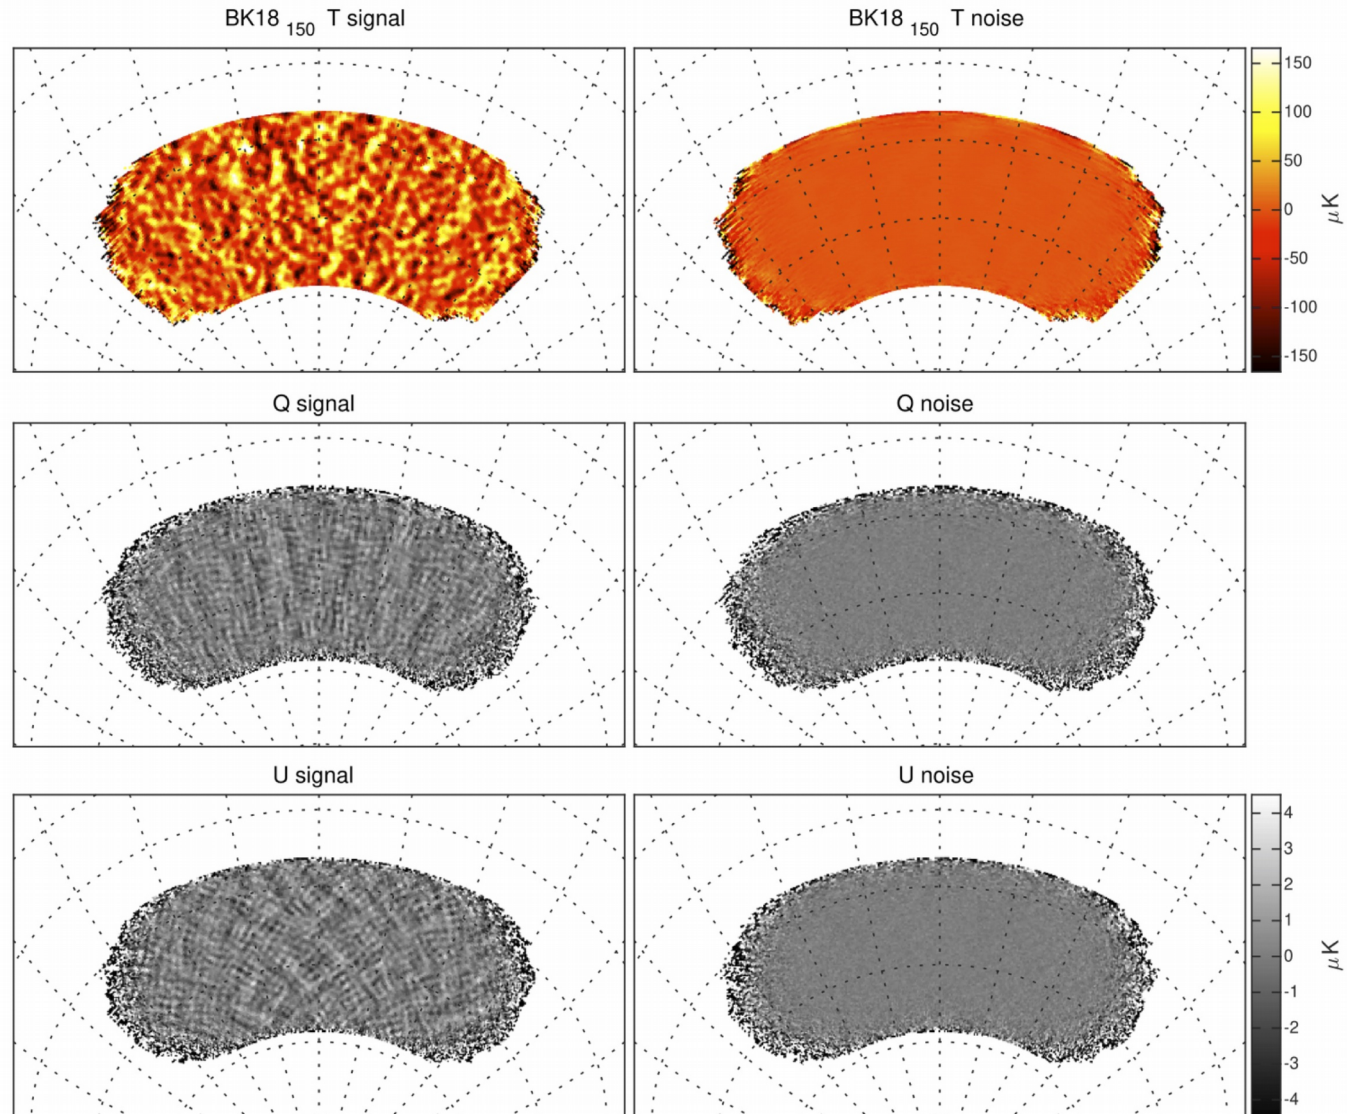 BK18 150 T signal
BK18 150 T noise
150
100
50
0
-50
-100
-150
μK
Q signal
Q noise
U signal
U noise
4
3
2
1
0
-1
-2
-3
-4
μK